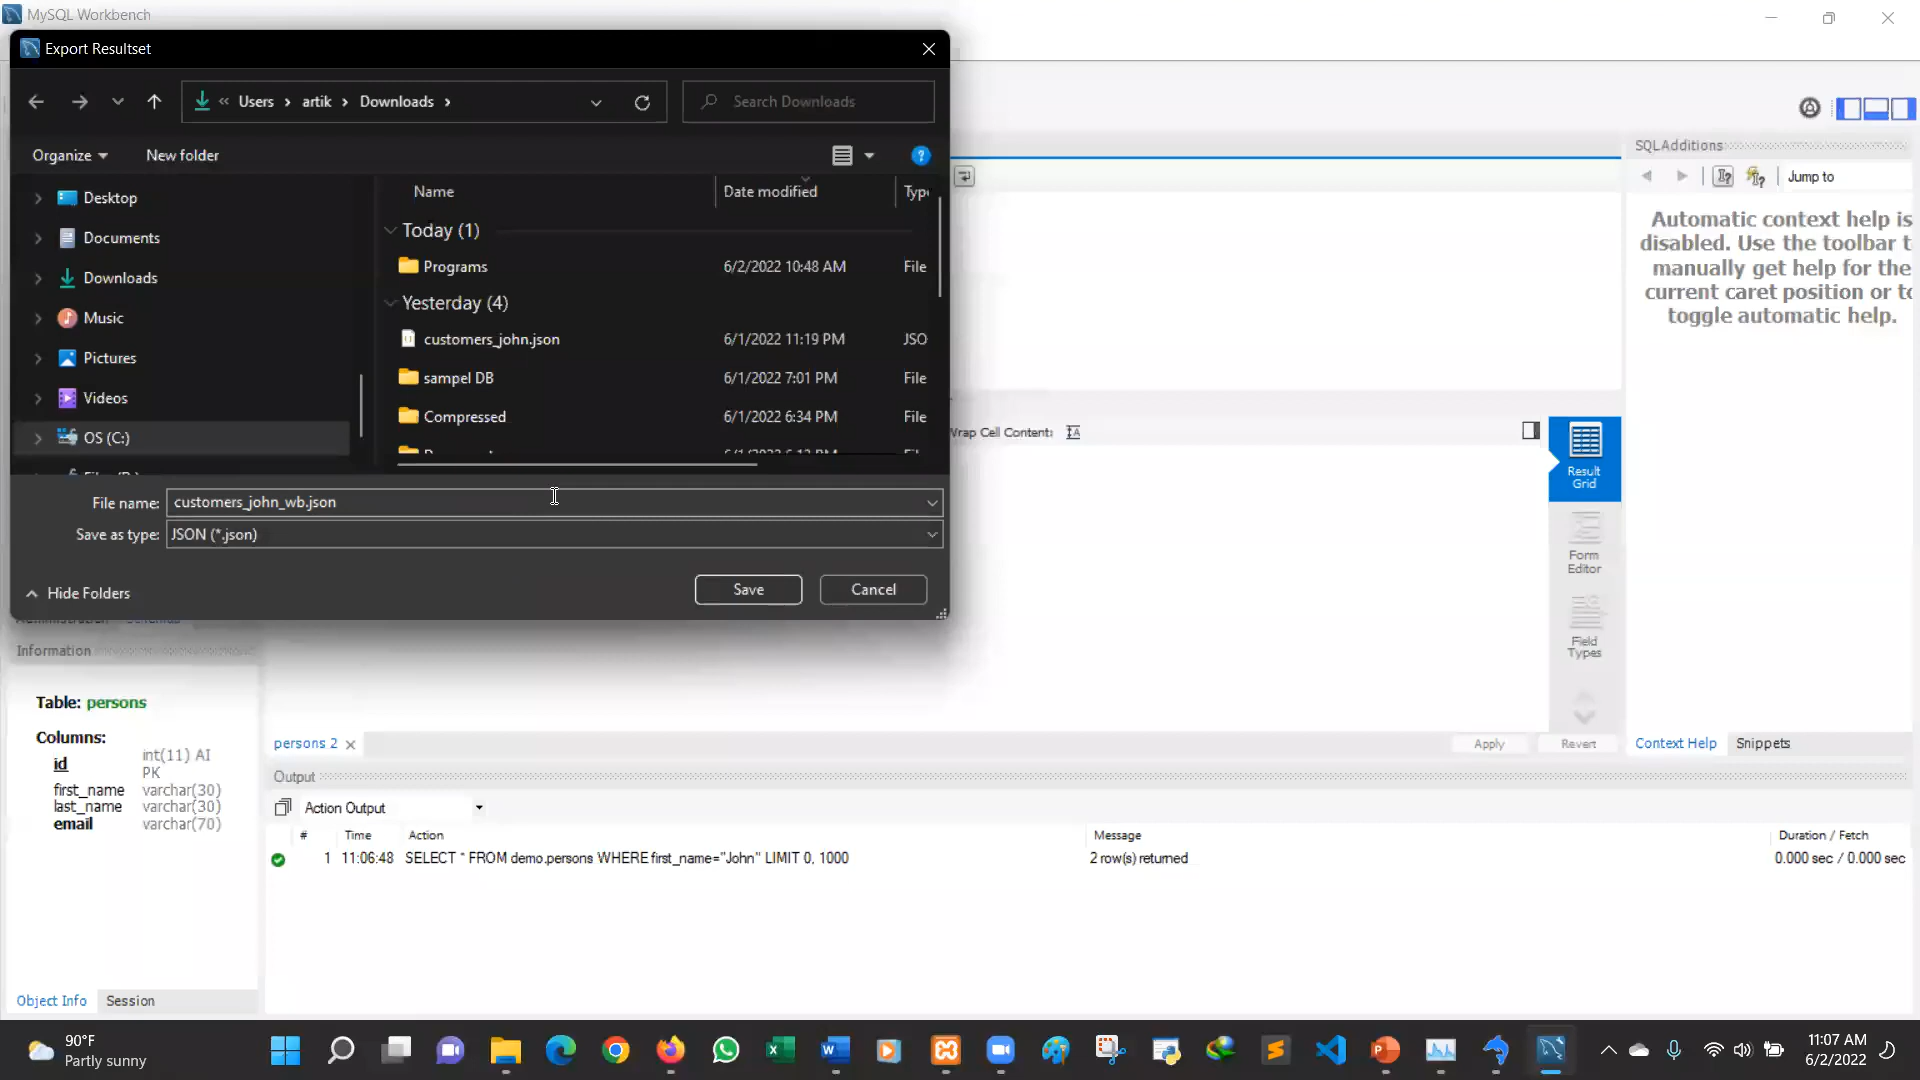 MySQL Workbench
Export Resultset
Users > artik > Downloads >
Search Downloads
Organize
New folder
Desktop
Documents
Downloads
Music
Pictures
Videos
OS (C:)
Name
Date modified
Today (1)
Programs 6/2/2022 10:48 AM File
Yesterday (4)
customers_john.json 6/1/2022 11:19 PM JSO
sampel DB 6/1/2022 7:01 PM File
Compressed 6/1/2022 6:34 PM File
File name: customers_john_wb.json
Save as type: JSON (*.json)
Hide Folders
Save
Cancel
SQLAdditions
Jump to
Automatic context help is
disabled. Use the toolbar t
manually get help for the
current caret position or to
toggle automatic help.
Wrap Cell Content:
Result
Grid
Form
Editor
Field
Types
Information
Table: persons
Columns:
id int(11) AI
PK
first_name varchar(30)
last_name varchar(30)
email varchar(70)
Object Info
Session
persons 2
Apply
Revert
Context Help
Snippets
Output
Action Output
# Time Action Message Duration / Fetch
1 11:06:48 SELECT * FROM demo.persons WHERE first_name="John" LIMIT 0, 1000 2 row(s) returned 0.000 sec / 0.000 sec
90°F
Partly sunny
11:07 AM
6/2/2022